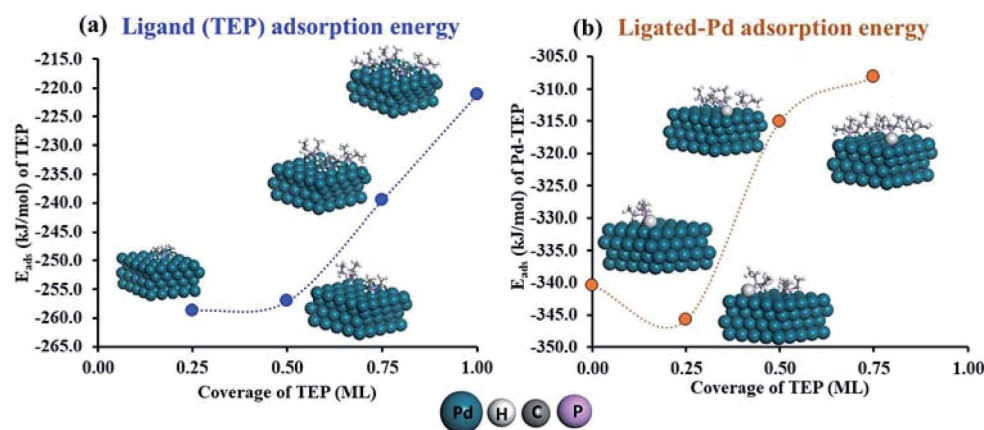 (a) Ligand (TEP) adsorption energy
-215.0
-220.0
-225.0
-230.0
-235.0
-240.0
-245.0
-250.0
-255.0
-260.0
-265.0
E_ads (kJ/mol) of TEP
0.00 0.25 0.50 0.75 1.00
Coverage of TEP (ML)
(b) Ligated-Pd adsorption energy
-305.0
-310.0
-315.0
-320.0
-325.0
-330.0
-335.0
-340.0
-345.0
-350.0
E_ads (kJ/mol) of Pd-TEP
0.00 0.25 0.50 0.75 1.00
Coverage of TEP (ML)
Pd H C P